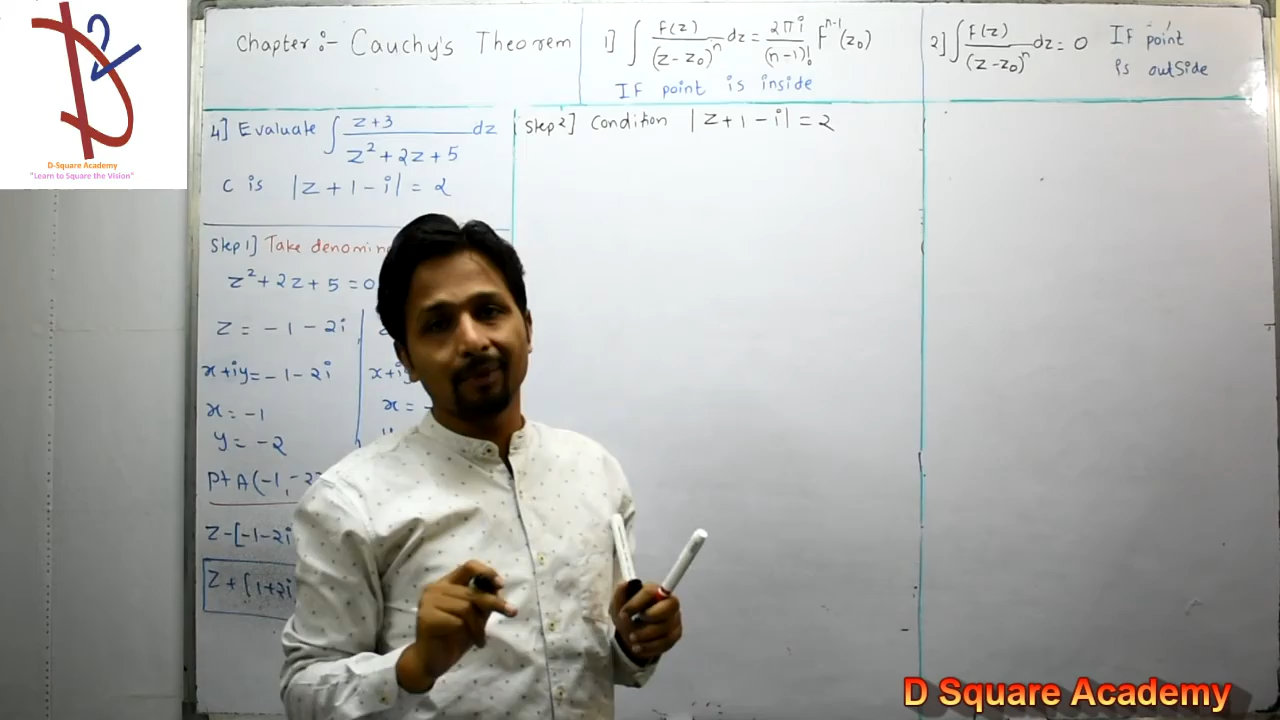 D2
D-Square Academy
"Learn to Square the Vision"
Chapter :- Cauchy's Theorem
1] ∫ F(z) / (z-z₀)ⁿ dz = 2πi / (n-1)! Fⁿ⁻¹(z₀)
IF point is inside
2] ∫ F(z) / (z-z₀)ⁿ dz = 0 IF point
is outSide
4] Evaluate ∫ z+3 / z²+2z+5 dz
C is |z+1-i| = 2
Step 1] Take
z²+2z+5=0
z = -1-2i
x+iy=-1-2i
x+iy
x = -1
x =
y = -2
Pt A(-1,-2
z-[-1-2i
z+[1+2i
Step 2] Condition |z+1-i| = 2
D Square Academy